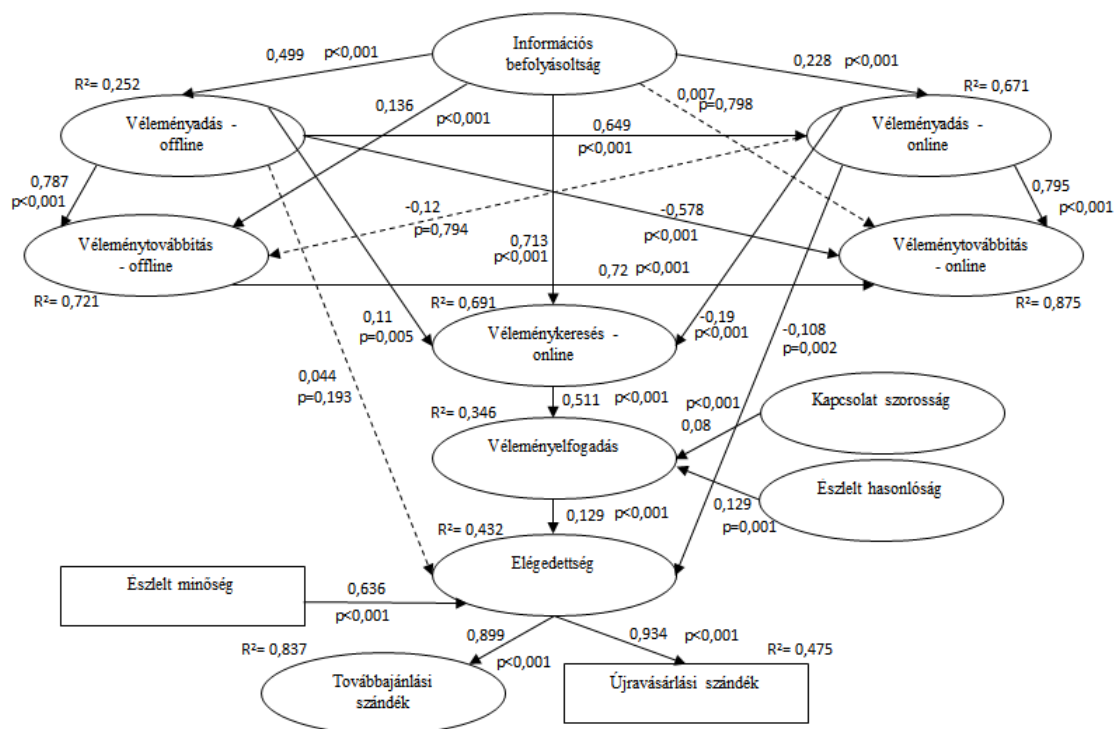 Információs
befolyásoltság
0,499
p<0,001
0,228
p<0,001
R²= 0,252
R²= 0,671
Véleményadás -
offline
0,136
p<0,001
0,007
p=0,798
Véleményadás -
online
0,649
p<0,001
0,787
p<0,001
0,795
p<0,001
-0,12
p=0,794
-0,578
p<0,001
Véleménytovábbítás
- offline
Véleménytovábbítás
- online
0,713
p<0,001
0,72
p<0,001
R²= 0,721
R²= 0,691
R²= 0,875
0,11
p=0,005
Véleménykeresés -
online
-0,19
p<0,001
-0,108
p=0,002
0,044
p=0,193
0,511
p<0,001
R²= 0,346
p<0,001
0,08
Kapcsolat szorosság
Véleményelfogadás
Észlelt hasonlóság
0,129
p=0,001
0,129
p<0,001
R²= 0,432
Elégedettség
Észlelt minőség
0,636
p<0,001
0,899
p<0,001
0,934
p<0,001
R²= 0,837
R²= 0,475
Továbbajánlási
szándék
Újravásárlási szándék